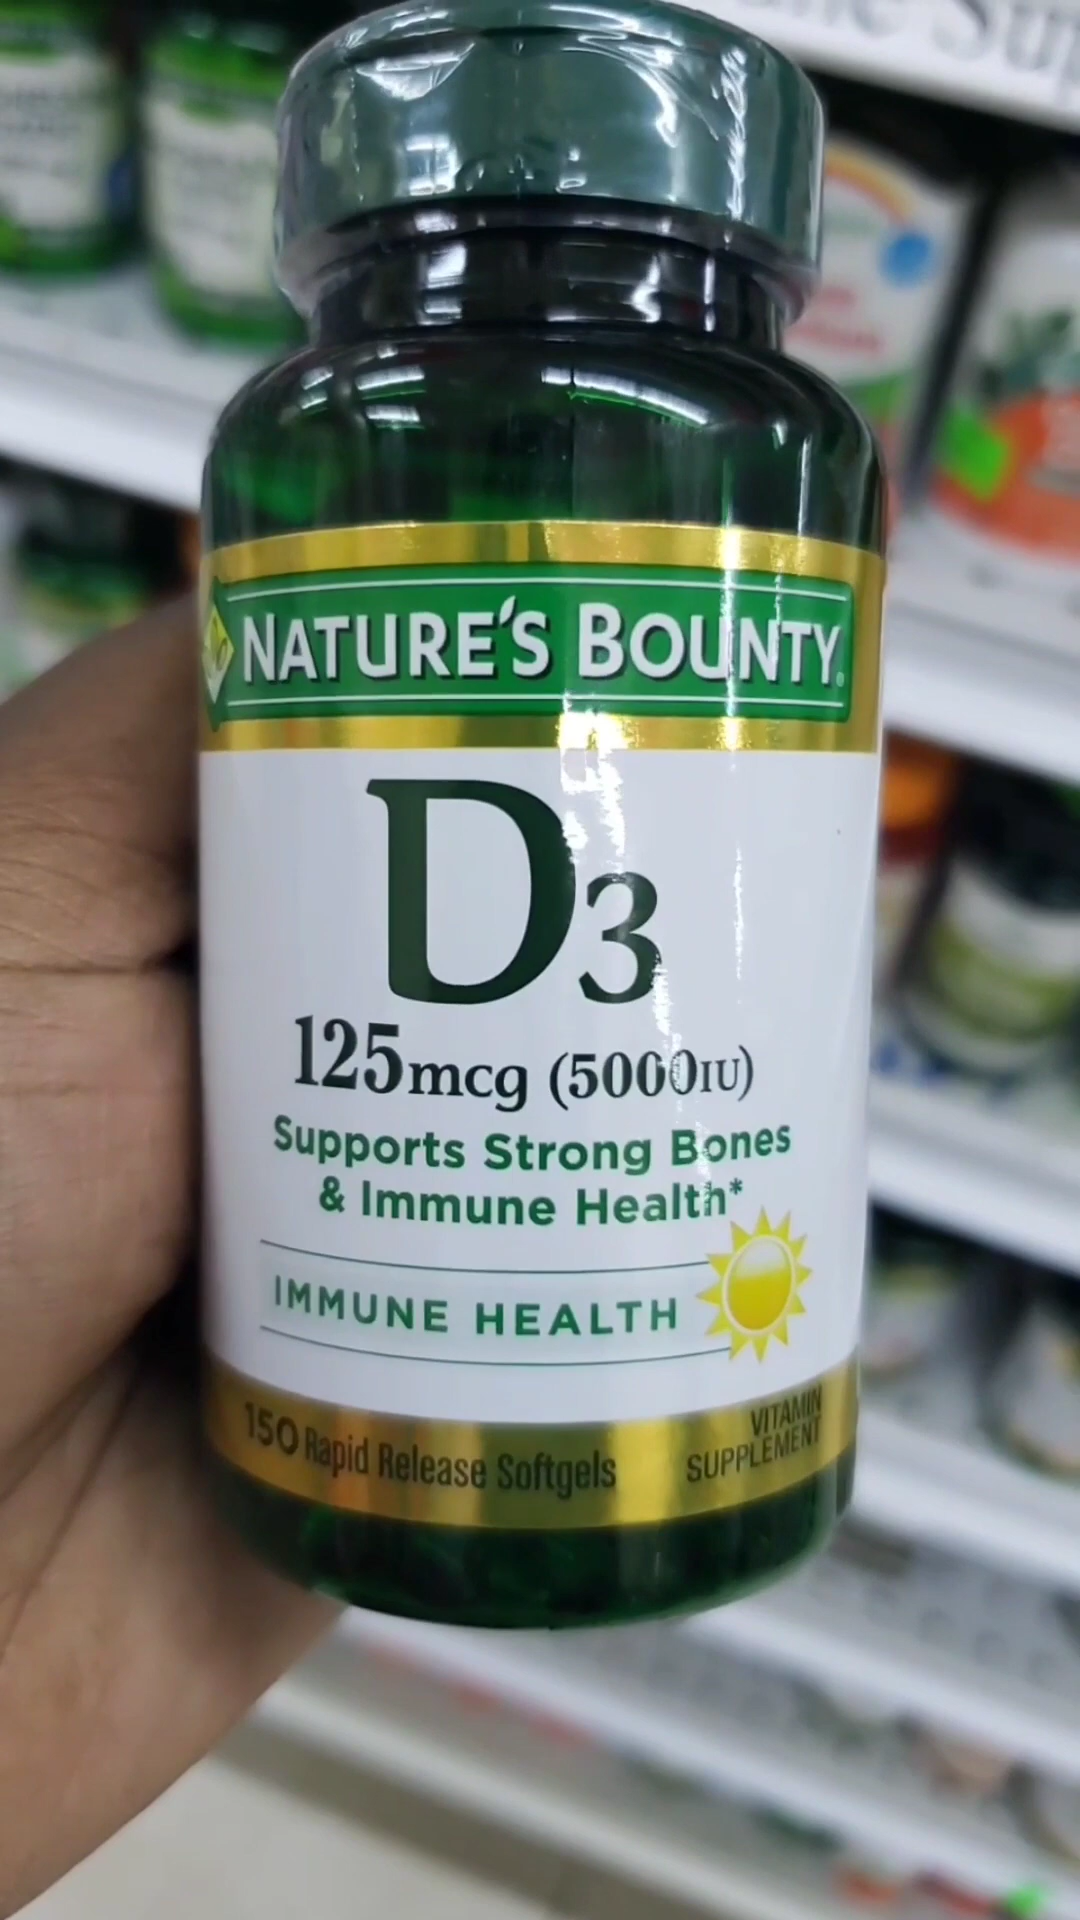 NATURE'S BOUNTY®
D3
125mcg (5000IU)
Supports Strong Bones
& Immune Health*
IMMUNE HEALTH
150 Rapid Release Softgels
VITAMIN
SUPPLEMENT